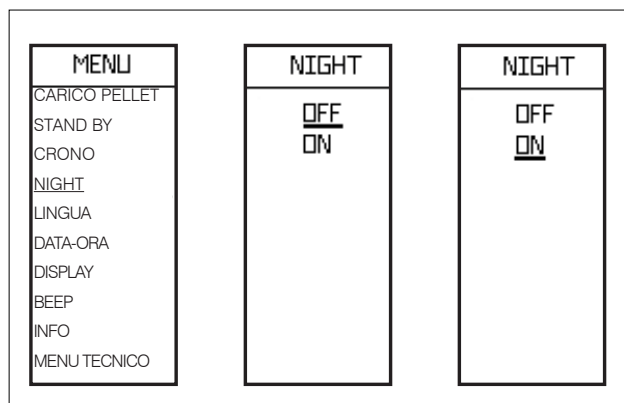 MENU
CARICO PELLET
STAND BY
CRONO
NIGHT
LINGUA
DATA-ORA
DISPLAY
BEEP
INFO
MENU TECNICO
NIGHT
OFF
ON
NIGHT
OFF
ON